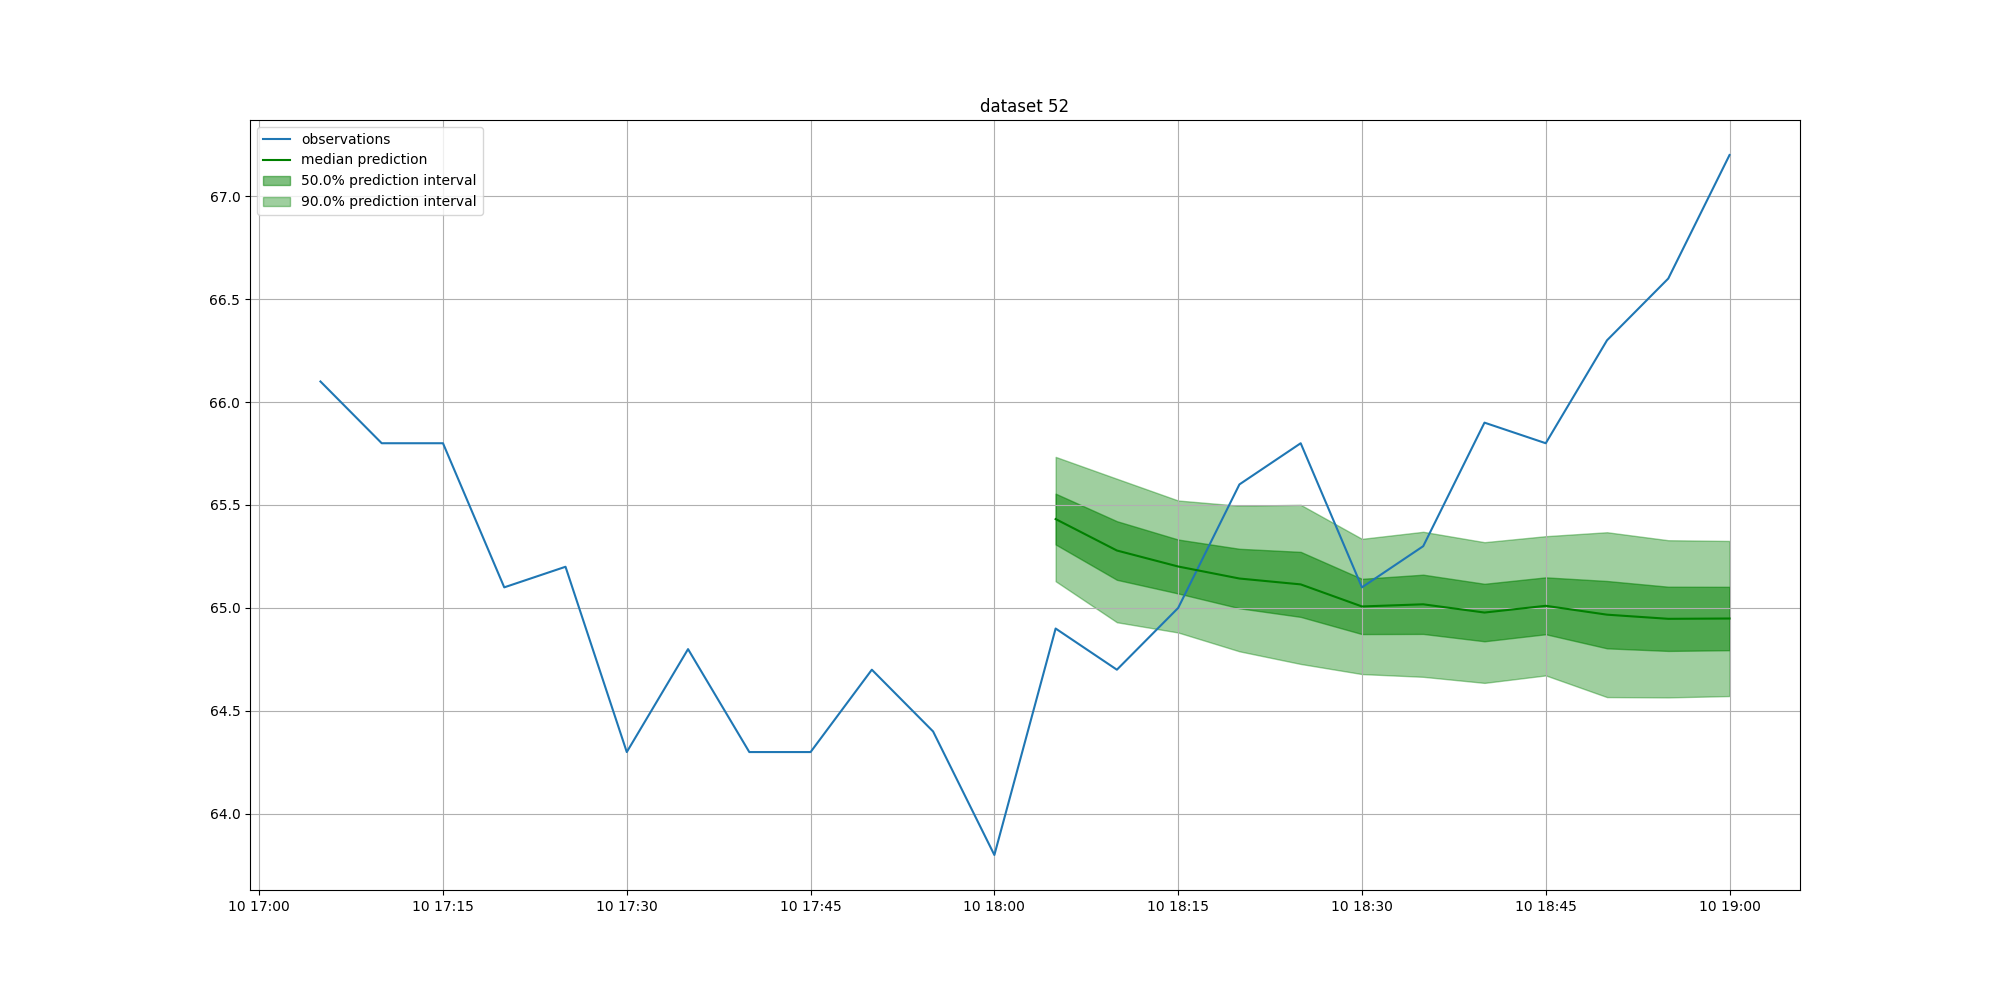 dataset 52
observations
median prediction
50.0% prediction interval
90.0% prediction interval
67.0
66.5
66.0
65.5
65.0
64.5
64.0
10 17:00 10 17:15 10 17:30 10 17:45 10 18:00 10 18:15 10 18:30 10 18:45 10 19:00